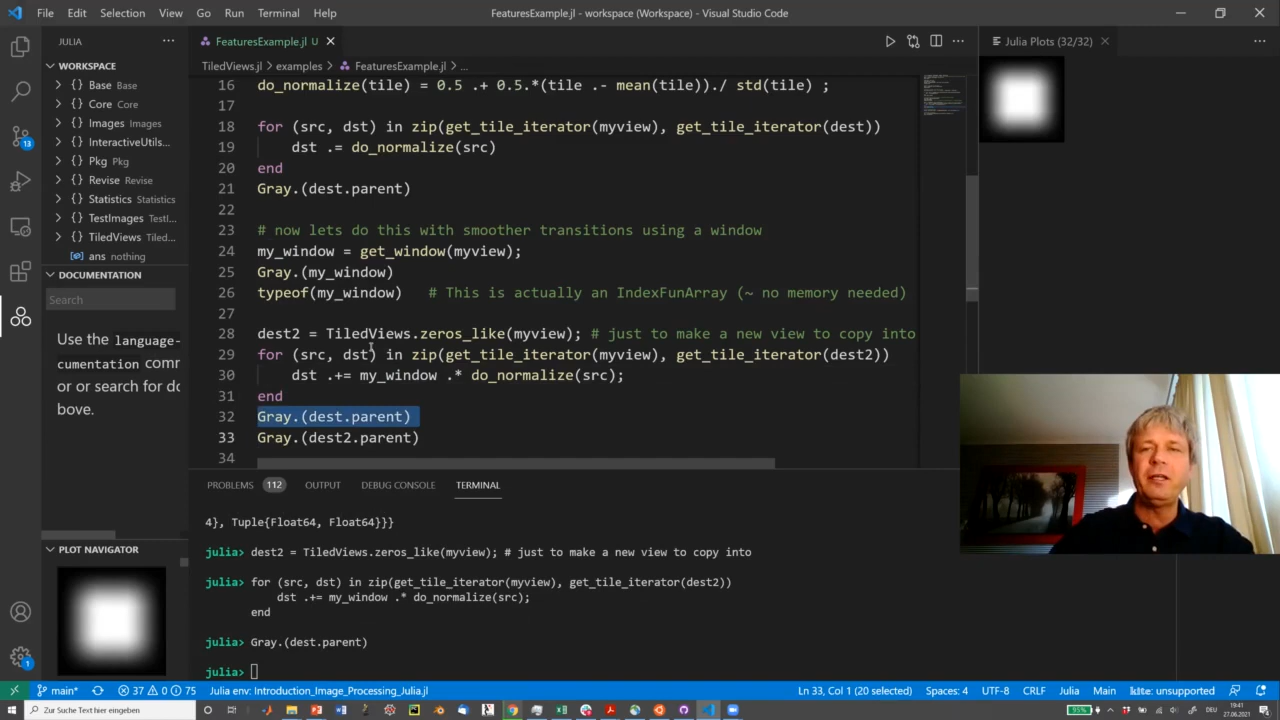 File Edit Selection View Go Run Terminal Help
FeaturesExample.jl - workspace (Workspace) - Visual Studio Code
JULIA
WORKSPACE
{} Base Base
{} Core Core
{} Images Images
{} InteractiveUtils...
{} Pkg Pkg
{} Revise Revise
{} Statistics Statistics
{} TestImages TestI...
{} TiledViews Tiled...
ans nothing
DOCUMENTATION
Search
Use the language-
cumentation comm
or or search for do
bove.
PLOT NAVIGATOR
FeaturesExample.jl U
TiledViews.jl > examples > FeaturesExample.jl > ...
16 do_normalize(tile) = 0.5 .+ 0.5.*(tile .- mean(tile))./ std(tile) ;
17
18 for (src, dst) in zip(get_tile_iterator(myview), get_tile_iterator(dest))
19 dst .= do_normalize(src)
20 end
21 Gray.(dest.parent)
22
23 # now lets do this with smoother transitions using a window
24 my_window = get_window(myview);
25 Gray.(my_window)
26 typeof(my_window) # This is actually an IndexFunArray (~ no memory needed)
27
28 dest2 = TiledViews.zeros_like(myview); # just to make a new view to copy into
29 for (src, dst) in zip(get_tile_iterator(myview), get_tile_iterator(dest2))
30 dst .+= my_window .* do_normalize(src);
31 end
32 Gray.(dest.parent)
33 Gray.(dest2.parent)
34
Julia Plots (32/32)
PROBLEMS 112 OUTPUT DEBUG CONSOLE TERMINAL
4}, Tuple{Float64, Float64}}}
julia> dest2 = TiledViews.zeros_like(myview); # just to make a new view to copy into
julia> for (src, dst) in zip(get_tile_iterator(myview), get_tile_iterator(dest2))
dst .+= my_window .* do_normalize(src);
end
julia> Gray.(dest.parent)
julia>
13
1
main* 37 0 75 Julia env: Introduction_Image_Processing_Julia.jl
Ln 33, Col 1 (20 selected) Spaces: 4 UTF-8 CRLF Julia Main kite: unsupported
Zur Suche Text hier eingeben
95% DEU 19:41
27.06.2021